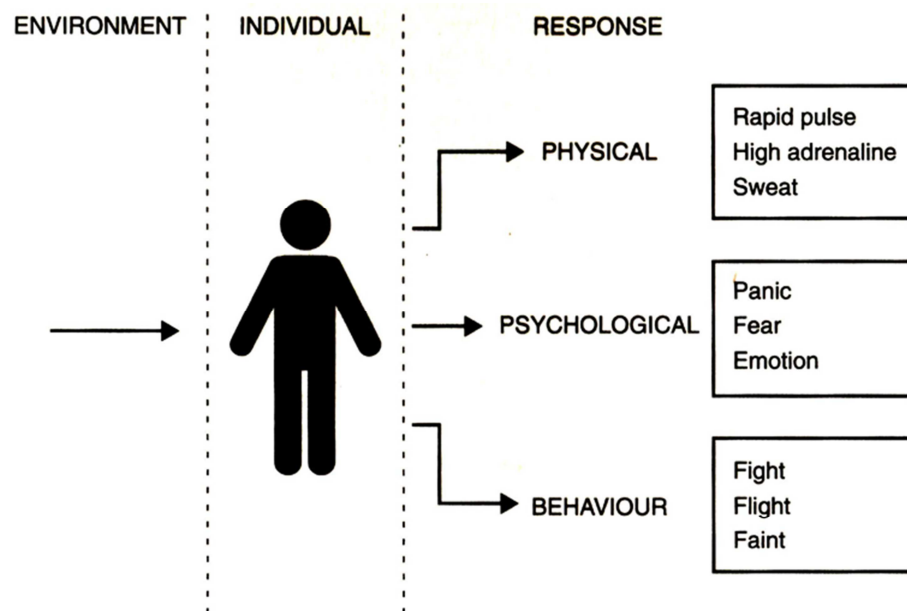 ENVIRONMENT
INDIVIDUAL
RESPONSE
PHYSICAL
Rapid pulse
High adrenaline
Sweat
PSYCHOLOGICAL
Panic
Fear
Emotion
BEHAVIOUR
Fight
Flight
Faint